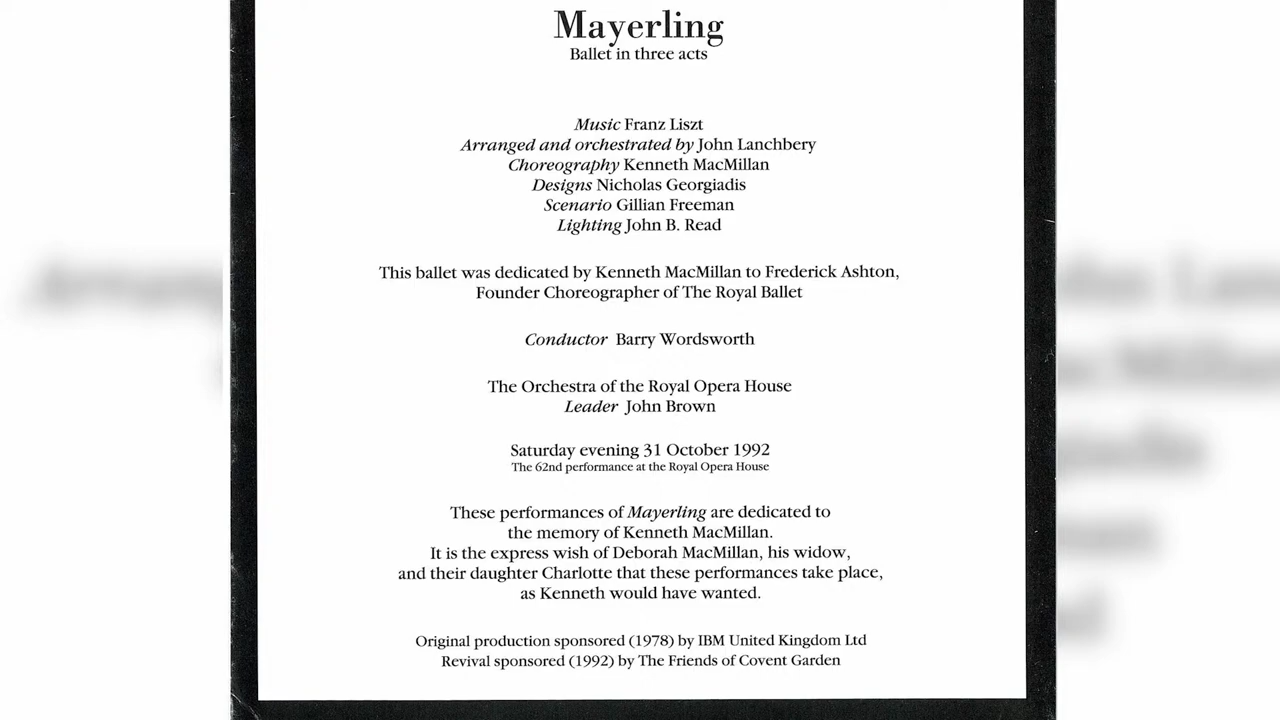 Mayerling
Ballet in three acts
Music Franz Liszt
Arranged and orchestrated by John Lanchbery
Choreography Kenneth MacMillan
Designs Nicholas Georgiadis
Scenario Gillian Freeman
Lighting John B. Read
This ballet was dedicated by Kenneth MacMillan to Frederick Ashton,
Founder Choreographer of The Royal Ballet
Conductor Barry Wordsworth
The Orchestra of the Royal Opera House
Leader John Brown
Saturday evening 31 October 1992
The 62nd performance at the Royal Opera House
These performances of Mayerling are dedicated to
the memory of Kenneth MacMillan.
It is the express wish of Deborah MacMillan, his widow,
and their daughter Charlotte that these performances take place,
as Kenneth would have wanted.
Original production sponsored (1978) by IBM United Kingdom Ltd
Revival sponsored (1992) by The Friends of Covent Garden